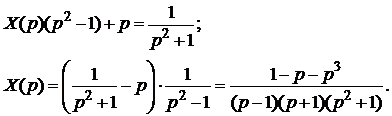 X(p)(p² −1)+ p = 1/(p² +1);
X(p) = (1/(p² +1) − p) · 1/(p² −1) = (1− p − p³)/((p −1)(p +1)(p² +1)).